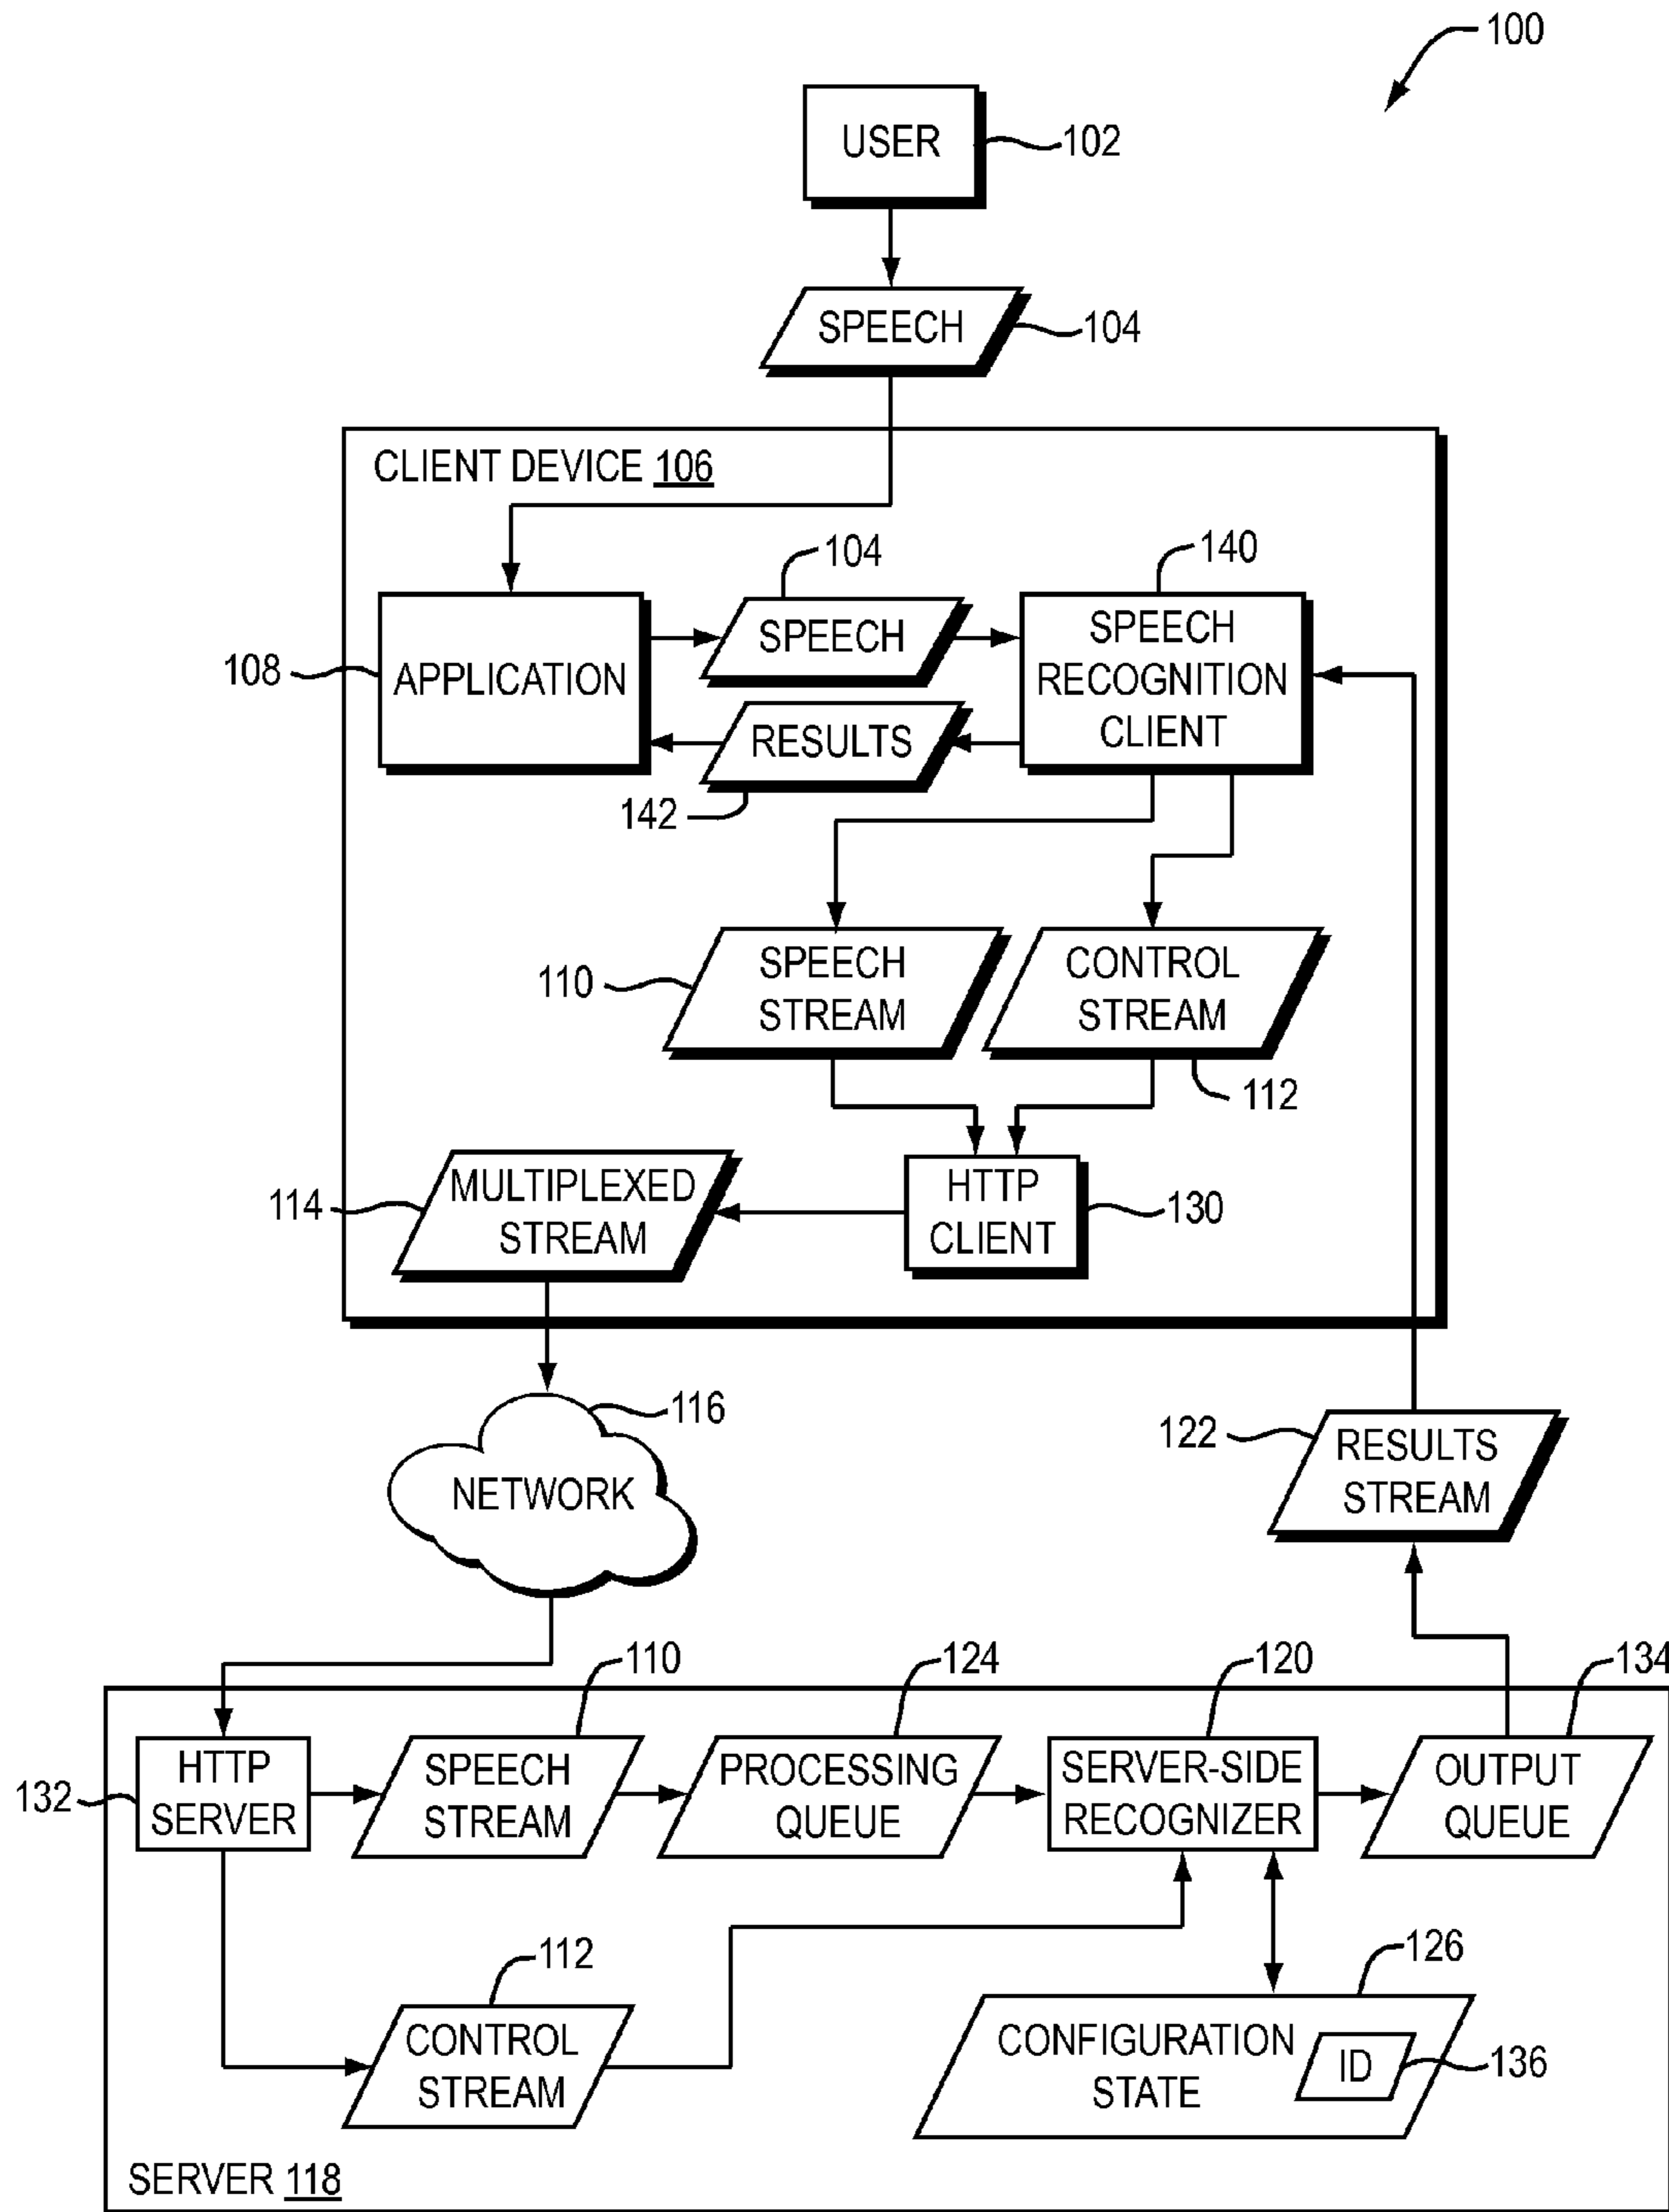 100
USER
102
SPEECH
104
CLIENT DEVICE 106
104
140
108
APPLICATION
SPEECH
SPEECH
RECOGNITION
CLIENT
RESULTS
142
110
SPEECH
STREAM
CONTROL
STREAM
112
114
MULTIPLEXED
STREAM
HTTP
CLIENT
130
116
NETWORK
122
RESULTS
STREAM
110
124
120
134
132
HTTP
SERVER
SPEECH
STREAM
PROCESSING
QUEUE
SERVER-SIDE
RECOGNIZER
OUTPUT
QUEUE
112
126
CONTROL
STREAM
CONFIGURATION
STATE
ID
136
SERVER 118